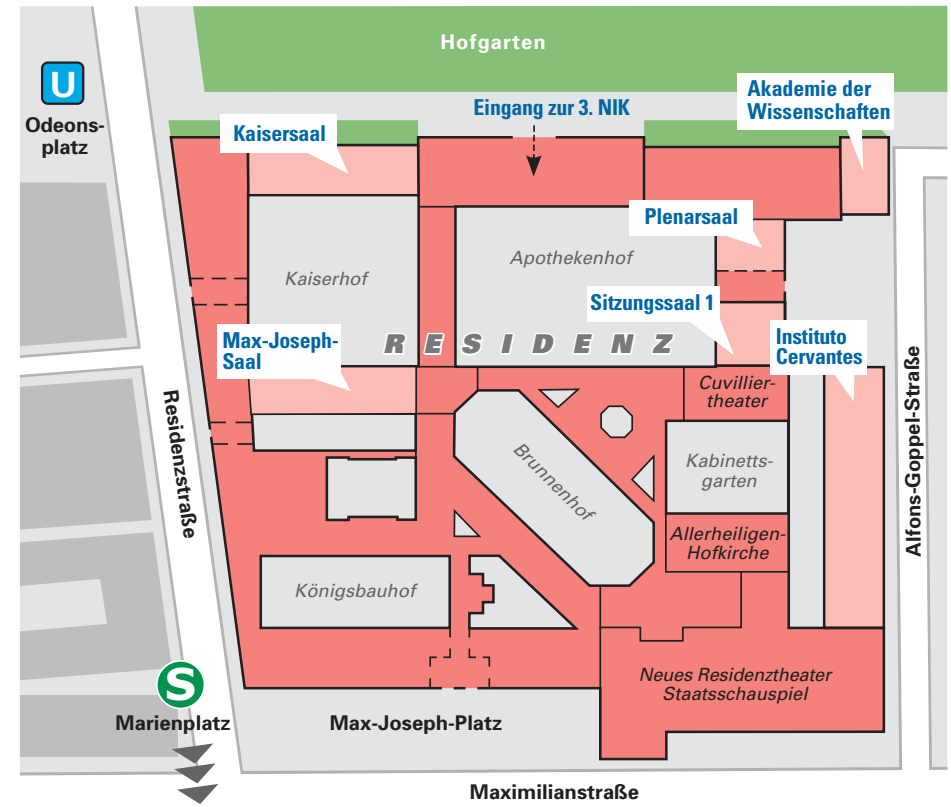 Hofgarten
U
Odeons-
platz
Eingang zur 3. NIK
Akademie der
Wissenschaften
Kaisersaal
Plenarsaal
Kaiserhof
Apothekenhof
Sitzungssaal 1
Max-Joseph-
Saal
RESIDENZ
Instituto
Cervantes
Cuvillier-
theater
Residenzstraße
Brunnenhof
Kabinetts-
garten
Alfons-Goppel-Straße
Allerheiligen-
Hofkirche
Königsbauhof
S
Marienplatz
Max-Joseph-Platz
Neues Residenztheater
Staatsschauspiel
Maximilianstraße